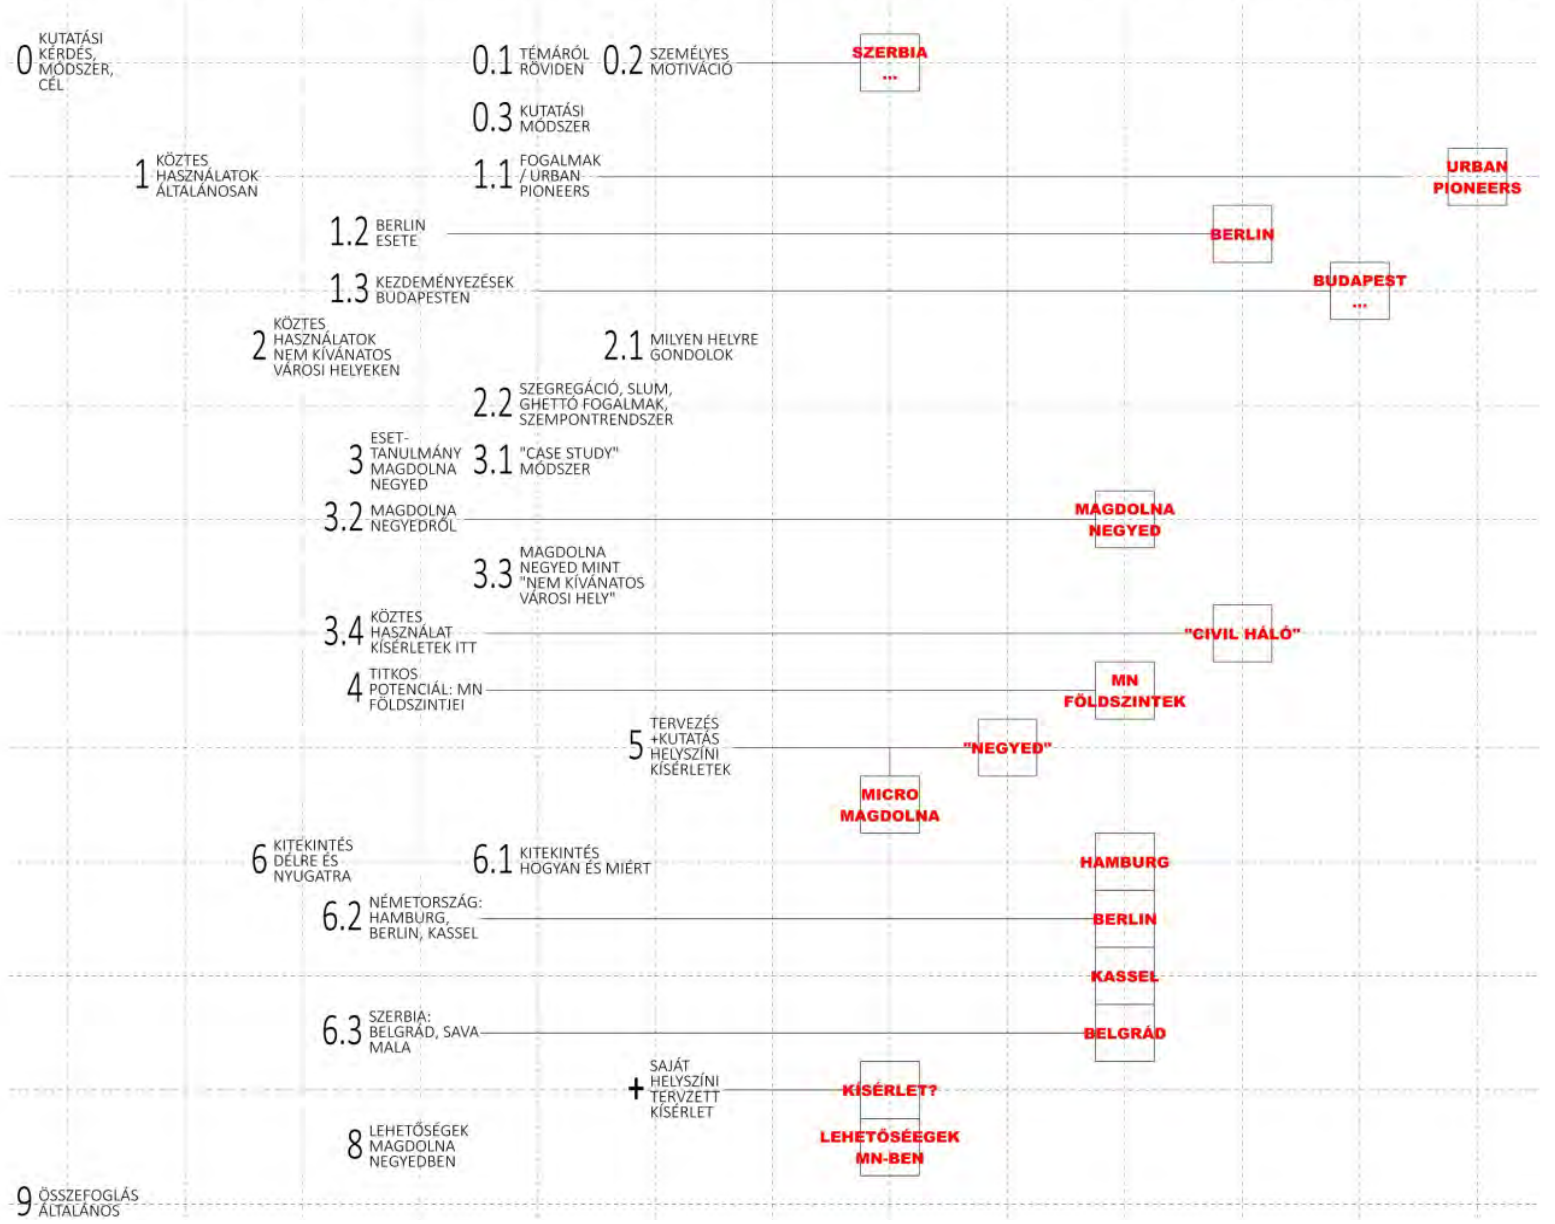 0 KUTATÁSI
KÉRDÉS,
MÓDSZER,
CÉL
0.1 TÉMÁRÓL
RÖVIDEN
0.2 SZEMÉLYES
MOTIVÁCIÓ
SZERBIA
...
0.3 KUTATÁSI
MÓDSZER
1 KÖZTES
HASZNÁLATOK
ÁLTALÁNOSAN
1.1 FOGALMAK
/ URBAN
PIONEERS
URBAN
PIONEERS
1.2 BERLIN
ESETE
BERLIN
1.3 KEZDEMÉNYEZÉSEK
BUDAPESTEN
BUDAPEST
...
2 KÖZTES
HASZNÁLATOK
NEM KÍVÁNATOS
VÁROSI HELYEKEN
2.1 MILYEN HELYRE
GONDOLOK
2.2 SZEGREGÁCIÓ, SLUM,
GHETTÓ FOGALMAK,
SZEMPONTRENDSZER
3 ESET-
TANULMÁNY
MAGDOLNA
NEGYED
3.1 "CASE STUDY"
MÓDSZER
3.2 MAGDOLNA
NEGYEDRŐL
MAGDOLNA
NEGYED
3.3 MAGDOLNA
NEGYED MINT
"NEM KÍVÁNATOS
VÁROSI HELY"
3.4 KÖZTES
HASZNÁLAT
KÍSÉRLETEK ITT
"CIVIL HÁLÓ"
4 TITKOS
POTENCIÁL: MN
FÖLDSZINTJEI
MN
FÖLDSZINTEK
5 TERVEZÉS
+KUTATÁS
HELYSZÍNI
KÍSÉRLETEK
"NEGYED"
MICRO
MAGDOLNA
6 KITEKINTÉS
DÉLRE ÉS
NYUGATRA
6.1 KITEKINTÉS
HOGYAN ÉS MIÉRT
HAMBURG
6.2 NÉMETORSZÁG:
HAMBURG,
BERLIN, KASSEL
BERLIN
KASSEL
6.3 SZERBIA:
BELGRÁD, SAVA
MALA
BELGRÁD
+ SAJÁT
HELYSZÍNI
TERVZETT
KÍSÉRLET
KÍSÉRLET?
8 LEHETŐSÉGEK
MAGDOLNA
NEGYEDBEN
LEHETŐSÉEGEK
MN-BEN
9 ÖSSZEFOGLÁS
ÁLTALÁNOS